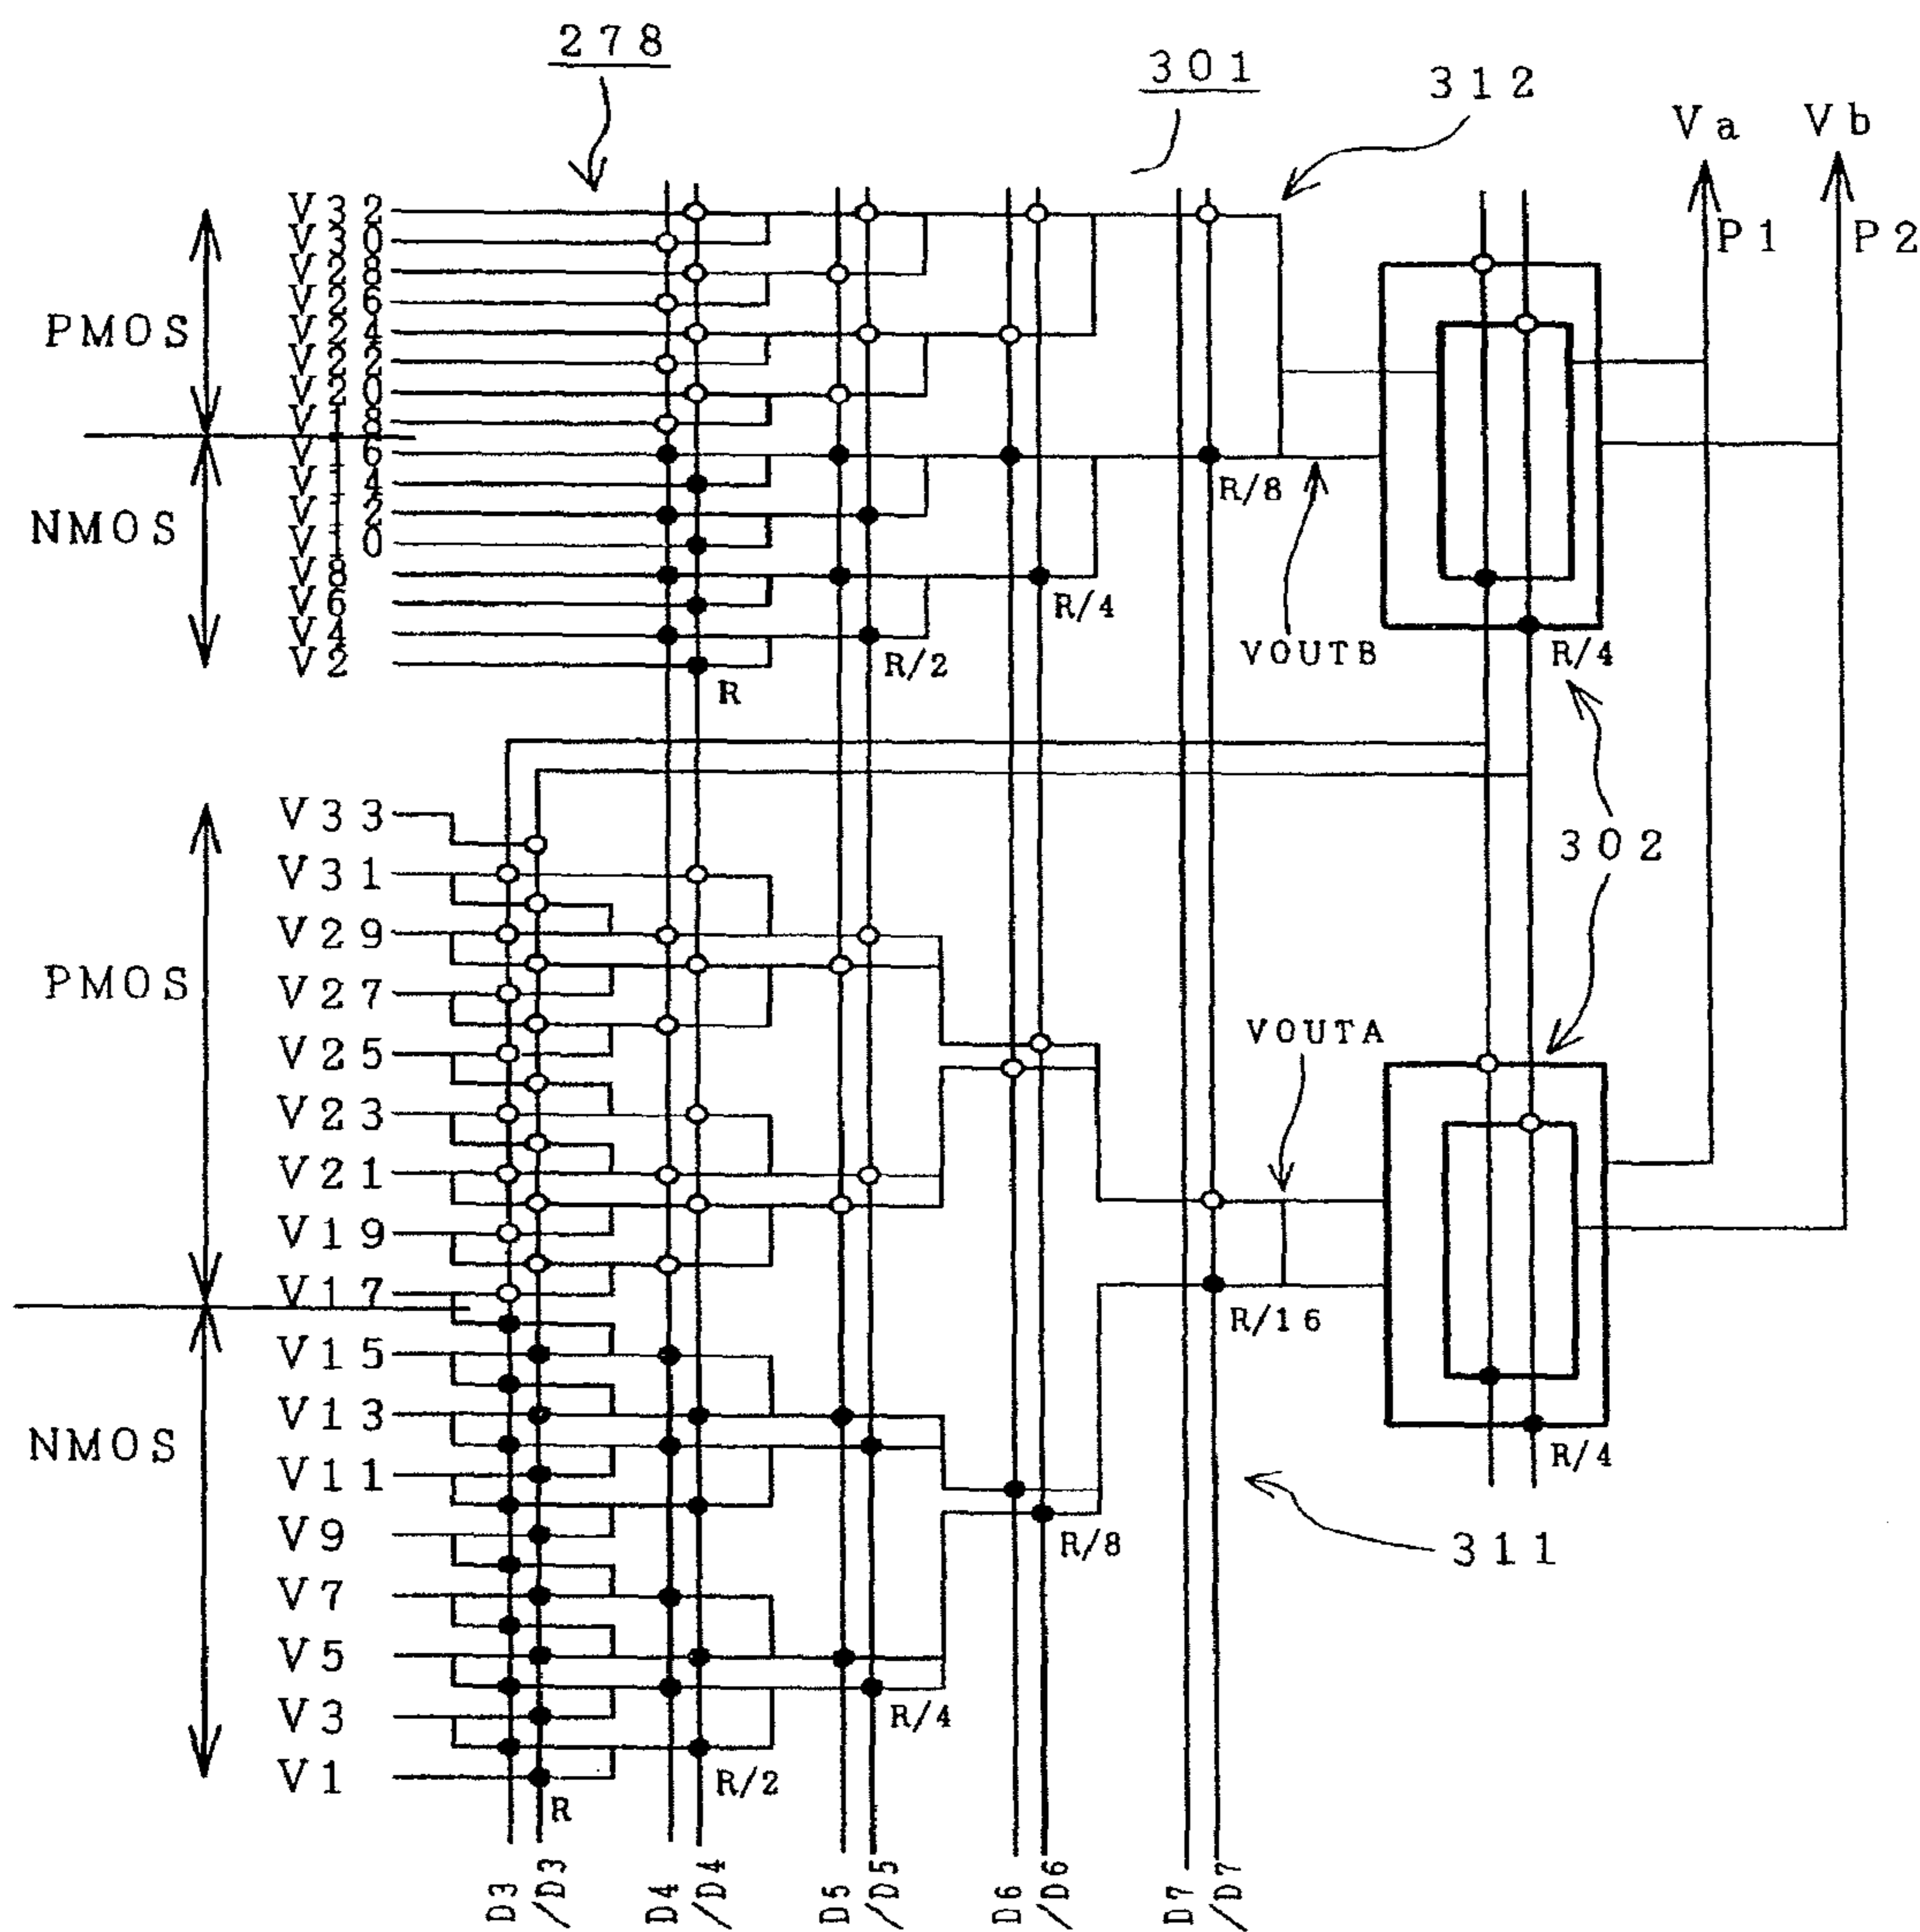 278
301
312
Va
Vb
P1
P2
V32
V30
V28
V26
V24
V22
V20
V18
V16
V14
V12
V10
V8
V6
V4
V2
PMOS
NMOS
R
R/2
R/4
R/8
VOUTB
R/4
302
V33
V31
V29
V27
V25
V23
V21
V19
V17
V15
V13
V11
V9
V7
V5
V3
V1
PMOS
NMOS
VOUTA
R/16
R/4
R/8
R/4
R/2
R
311
D3
/D3
D4
/D4
D5
/D5
D6
/D6
D7
/D7